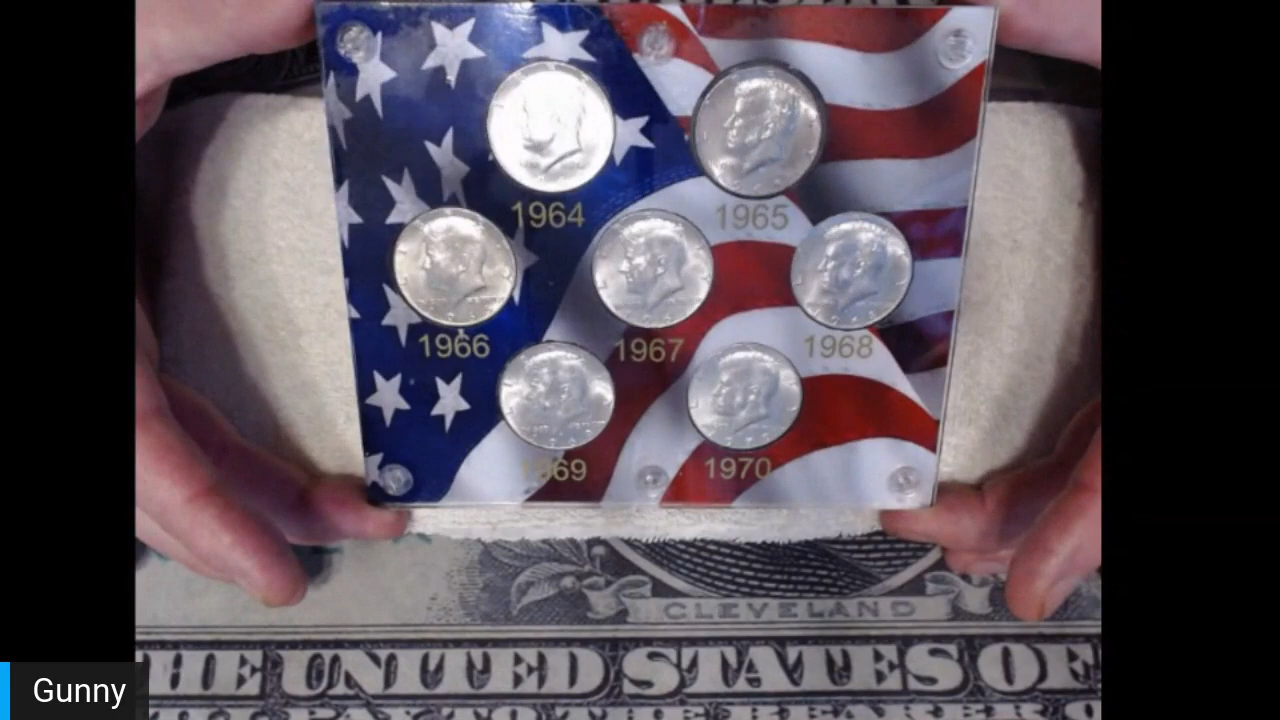 1964 1965
1966 1967 1968
1969 1970
CLEVELAND
THE UNITED STATES OF
Gunny